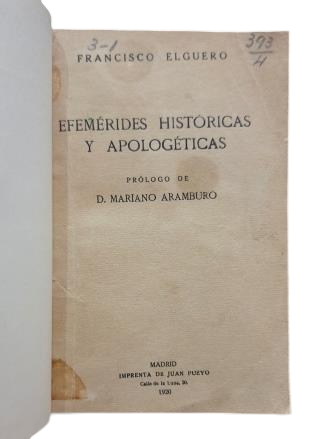 3-1
393
4
FRANCISCO ELGUERO
EFEMÉRIDES HISTÓRICAS
Y APOLOGÉTICAS
PRÓLOGO DE
D. MARIANO ARAMBURO
MADRID
IMPRENTA DE JUAN PUEYO
Calle de la Luna, 29.
1920